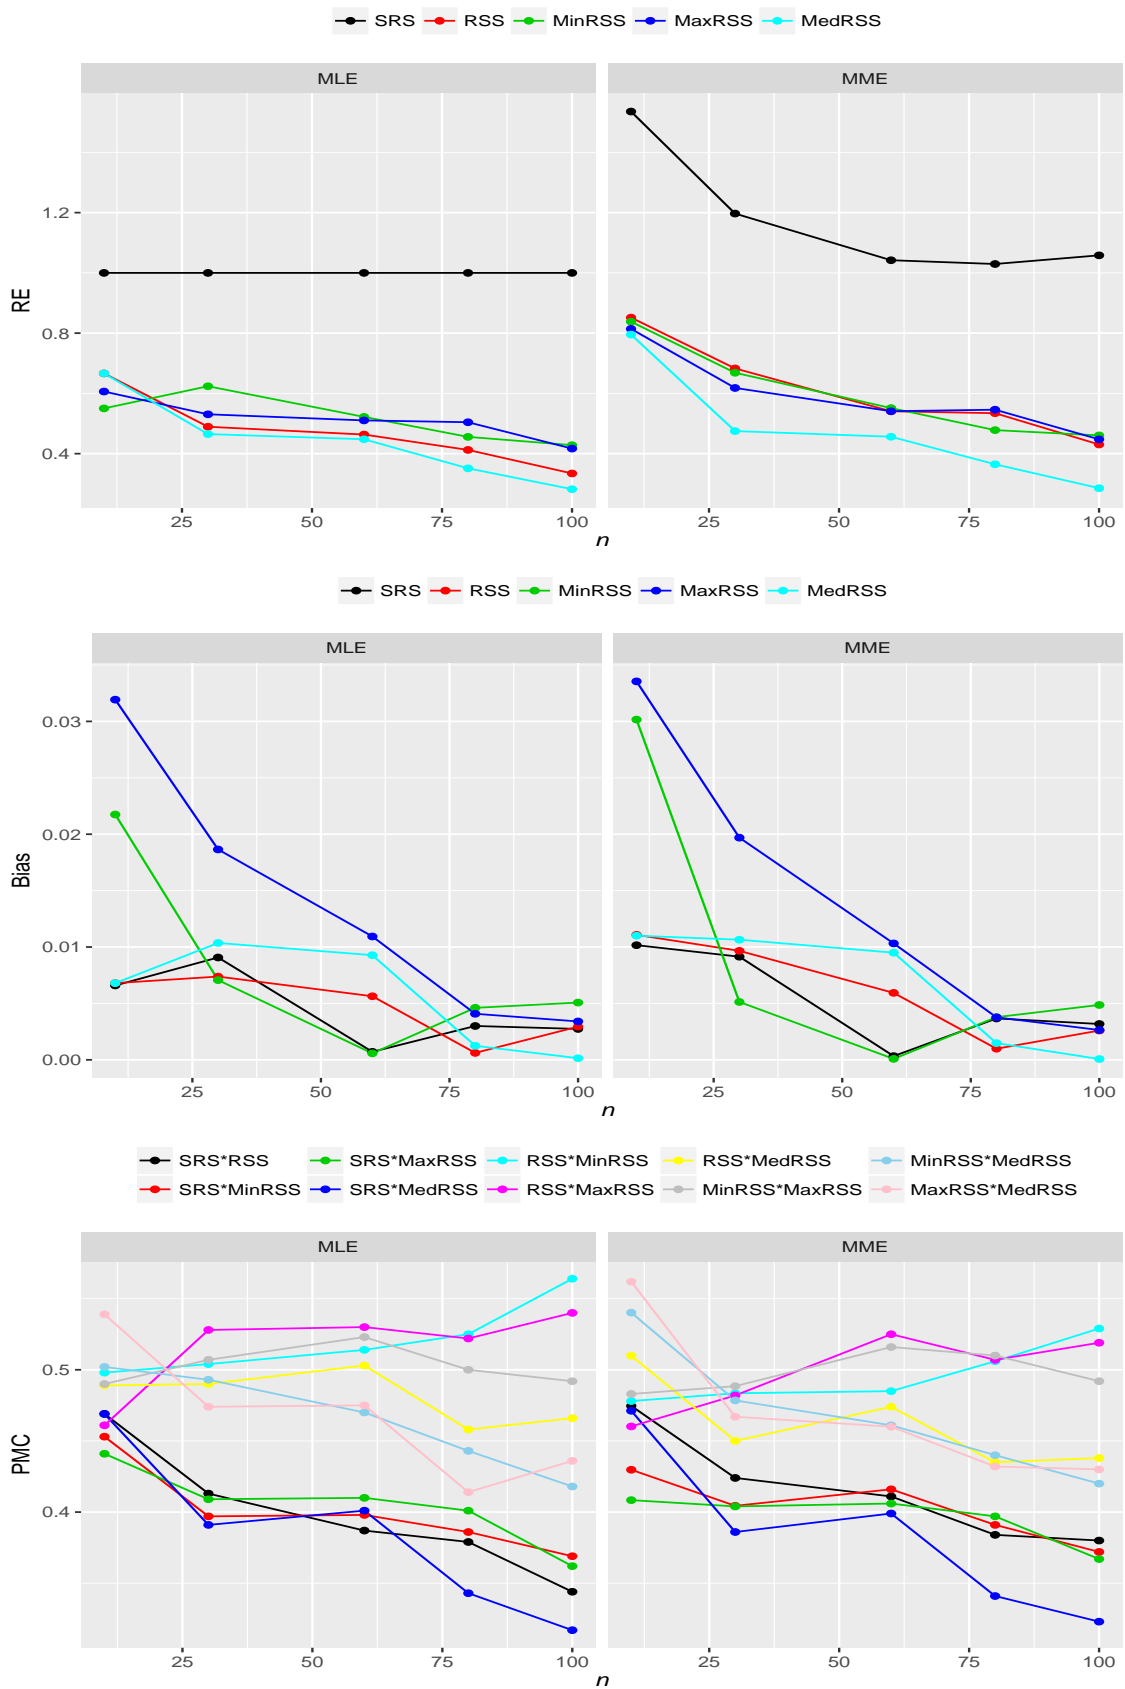 SRS RSS MinRSS MaxRSS MedRSS
MLE MME
RE
1.2
0.8
0.4
25 50 75 100 25 50 75 100
n
SRS RSS MinRSS MaxRSS MedRSS
MLE MME
Bias
0.03
0.02
0.01
0.00
25 50 75 100 25 50 75 100
n
SRS*RSS SRS*MaxRSS RSS*MinRSS RSS*MedRSS MinRSS*MedRSS
SRS*MinRSS SRS*MedRSS RSS*MaxRSS MinRSS*MaxRSS MaxRSS*MedRSS
MLE MME
PMC
0.5
0.4
25 50 75 100 25 50 75 100
n